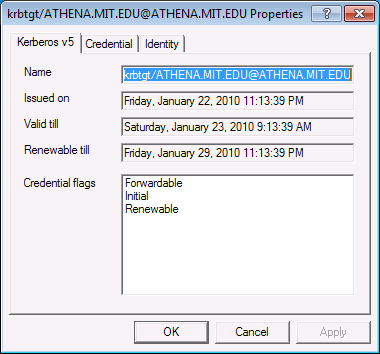 krbtgt/ATHENA.MIT.EDU@ATHENA.MIT.EDU Properties
Kerberos v5
Credential
Identity
Name
krbtgt/ATHENA.MIT.EDU@ATHENA.MIT.EDU
Issued on
Friday, January 22, 2010 11:13:39 PM
Valid till
Saturday, January 23, 2010 9:13:39 AM
Renewable till
Friday, January 29, 2010 11:13:39 PM
Credential flags
Forwardable
Initial
Renewable
OK
Cancel
Apply